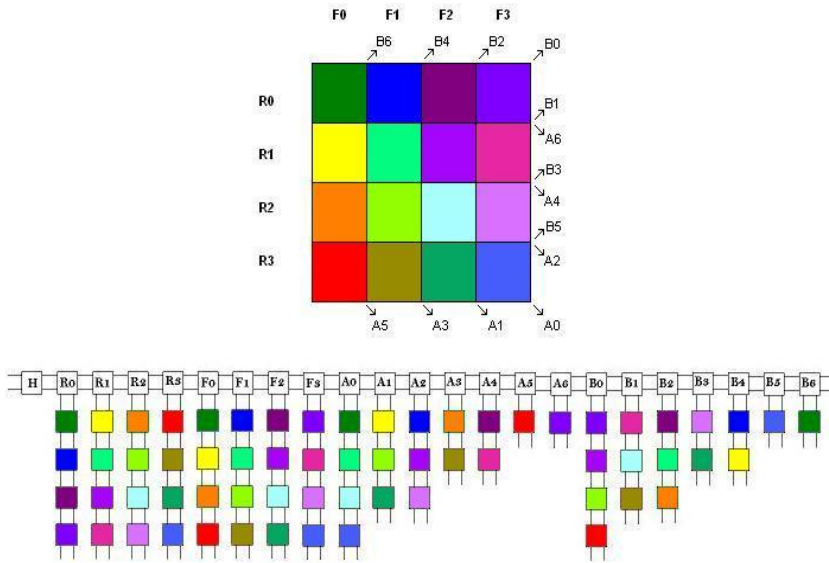 F0 F1 F2 F3
B6 B4 B2 B0
R0 B1
A6
R1 B3
A4
R2 B5
A2
R3
A5 A3 A1 A0
H R0 R1 R2 R3 F0 F1 F2 F3 A0 A1 A2 A3 A4 A5 A6 B0 B1 B2 B3 B4 B5 B6